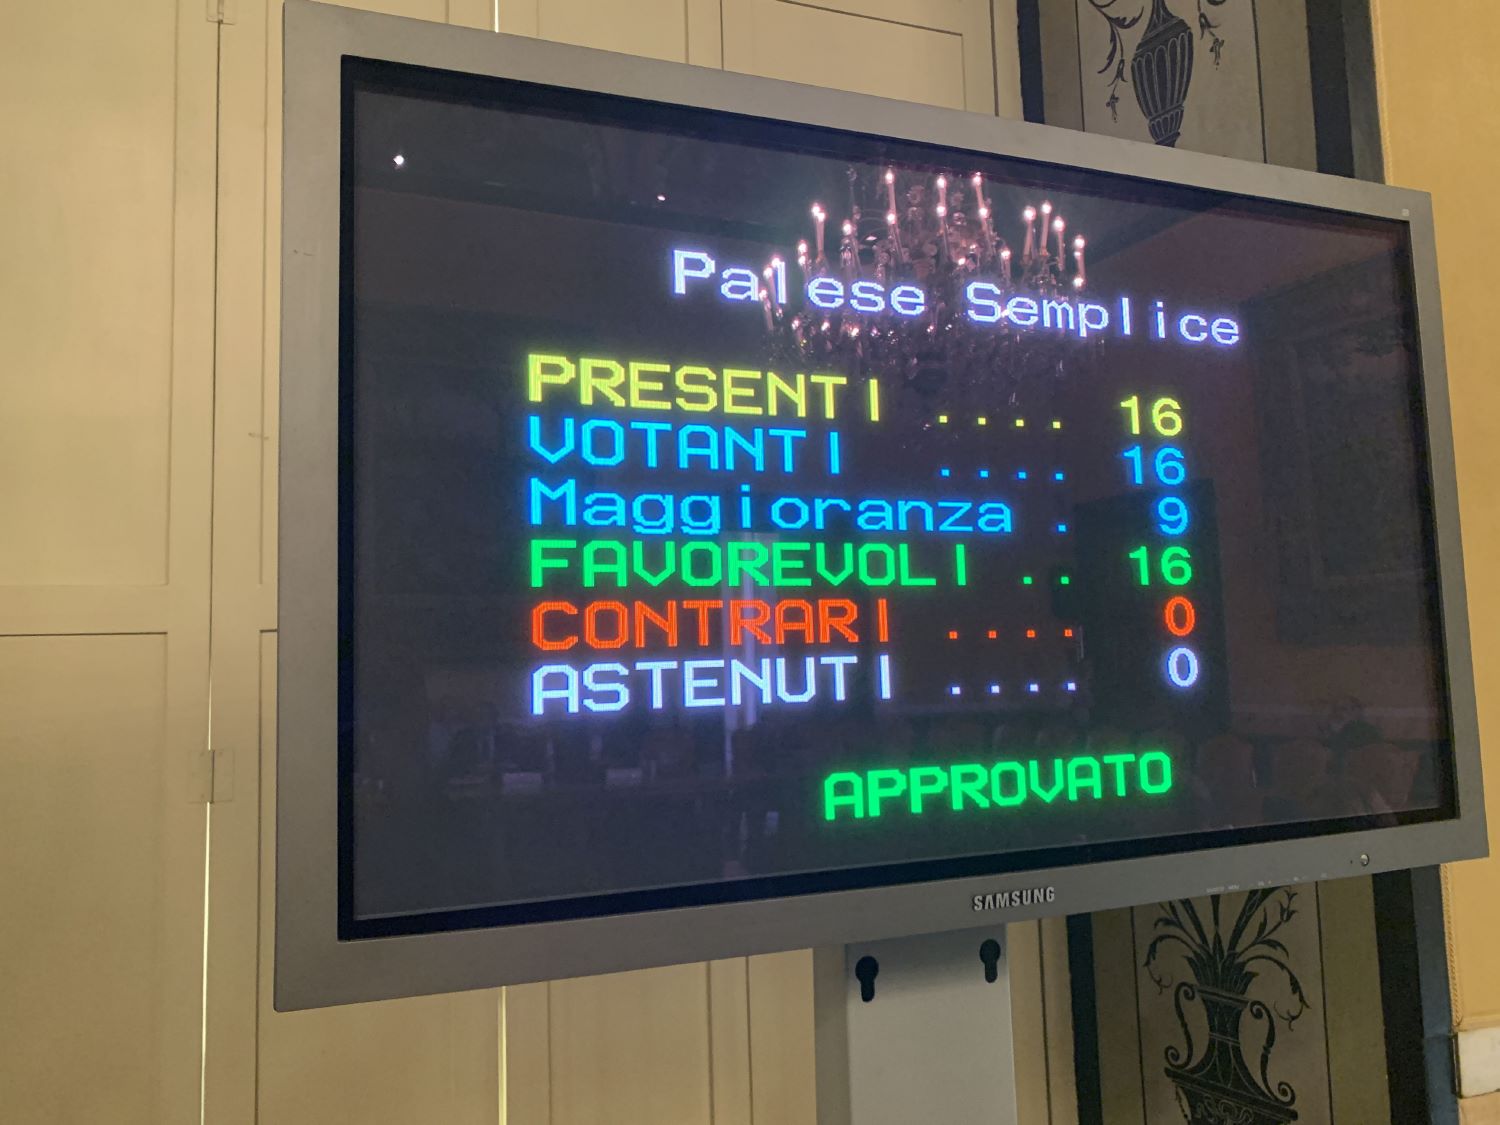 Palese Semplice
PRESENTI .... 16
VOTANTI .... 16
Maggioranza . 9
FAVOREVOLI .. 16
CONTRARI .... 0
ASTENUTI .... 0
APPROVATO
SAMSUNG